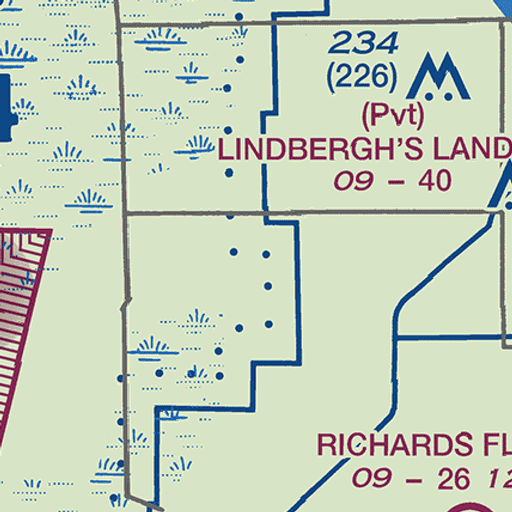 234
(226)
(Pvt)
LINDBERGH'S LAND
09 – 40
RICHARDS FL
09 – 26 12